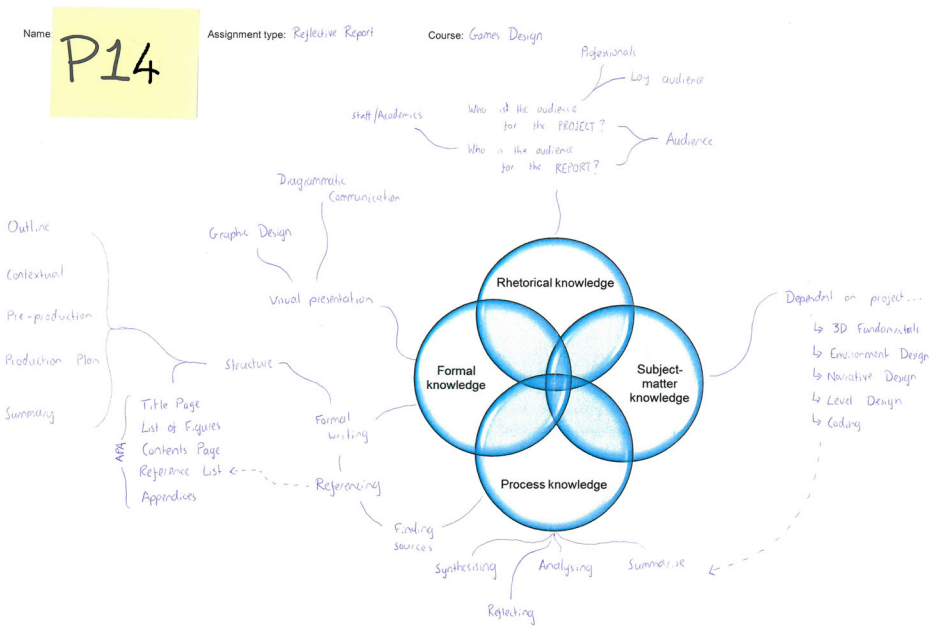 Name
P14
Assignment type: Reflective Report
Course: Games Design
Professionals
Lay audience
Staff/Academics
Who is the audience
for the PROJECT?
Who is the audience
for the REPORT?
Audience
Diagrammatic
Communication
Graphic Design
Visual presentation
Outline
Contextual
Pre-production
Production Plan
Summary
Structure
APA
Title Page
List of Figures
Contents Page
Reference List
Appendices
Formal
writing
Referencing
Finding
sources
Rhetorical knowledge
Formal
knowledge
Subject-
matter
knowledge
Process knowledge
Dependent on project...
↳ 3D Fundamentals
↳ Environment Design
↳ Narrative Design
↳ Level Design
↳ Coding
Synthesising
Analysing
Summarise
Reflecting